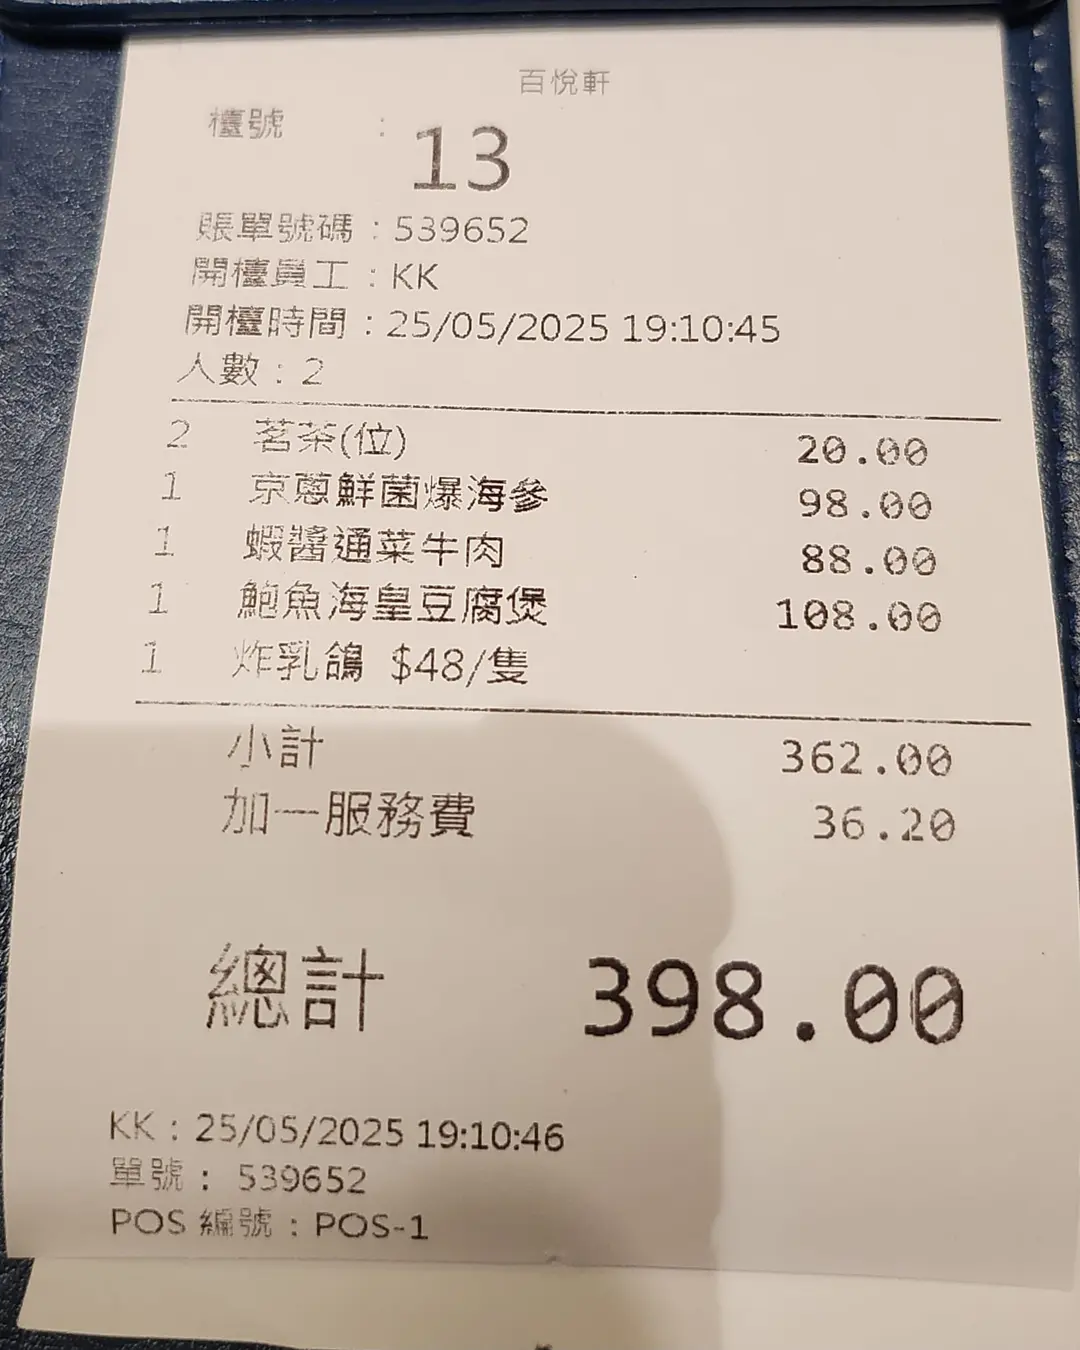 百悅軒
檯號 : 13
賬單號碼 : 539652
開檯員工 : KK
開檯時間 : 25/05/2025 19:10:45
人數 : 2
2 茗茶(位) 20.00
1 京蔥鮮菌爆海參 98.00
1 蝦醬通菜牛肉 88.00
1 鮑魚海皇豆腐煲 108.00
1 炸乳鴿 $48/隻
小計 362.00
加一服務費 36.20
總計 398.00
KK : 25/05/2025 19:10:46
單號 : 539652
POS 編號 : POS-1